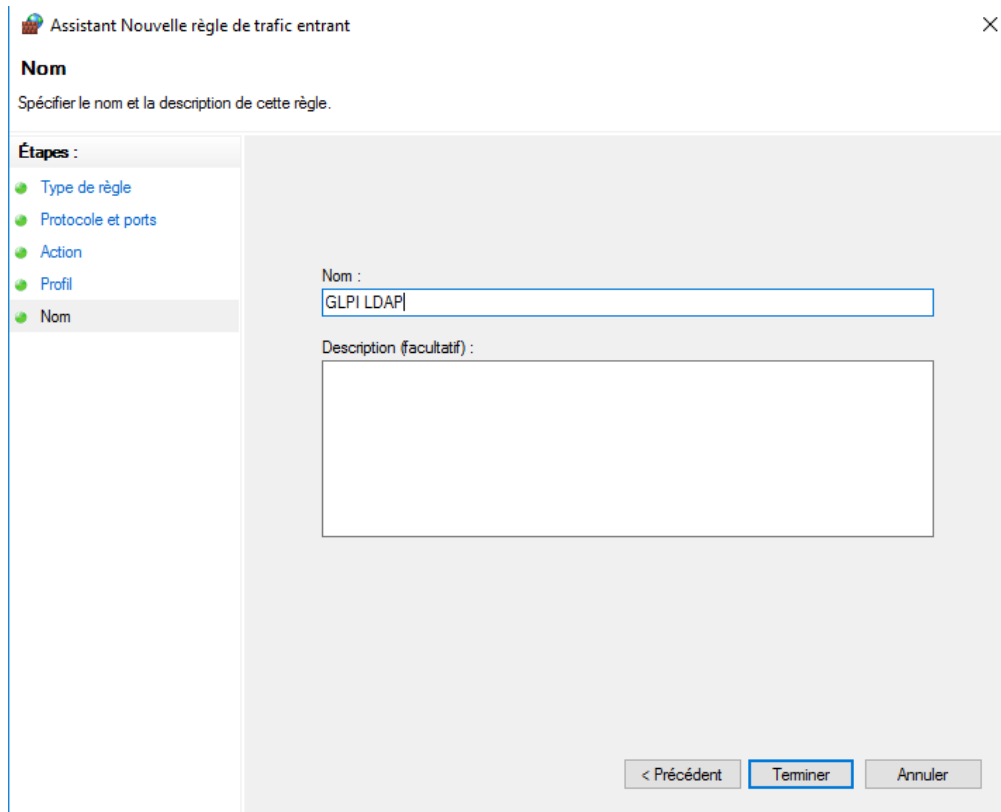 Assistant Nouvelle règle de trafic entrant
Nom
Spécifier le nom et la description de cette règle.
Étapes :
Type de règle
Protocole et ports
Action
Profil
Nom
Nom :
GLPI LDAP
Description (facultatif) :
< Précédent
Terminer
Annuler